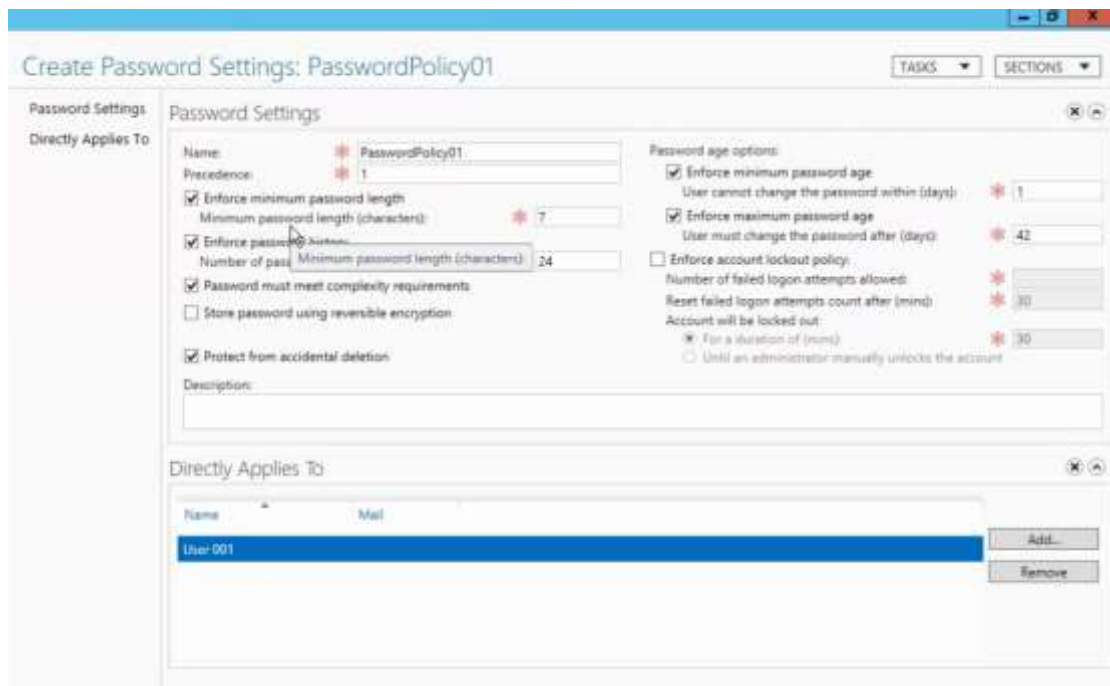 Create Password Settings: PasswordPolicy01
TASKS
SECTIONS
Password Settings
Directly Applies To
Password Settings
Name:
PasswordPolicy01
Precedence:
1
Enforce minimum password length
Minimum password length (characters):
7
Enforce password history
Number of pass
24
Minimum password length (characters):
Password must meet complexity requirements
Store password using reversible encryption
Protect from accidental deletion
Description:
Password age options:
Enforce minimum password age
User cannot change the password within (days):
1
Enforce maximum password age
User must change the password after (days):
42
Enforce account lockout policy:
Number of failed logon attempts allowed:
Reset failed logon attempts count after (mins):
30
Account will be locked out
For a duration of (mins):
30
Until an administrator manually unlocks the account
Directly Applies To
Name
Mail
User 001
Add...
Remove